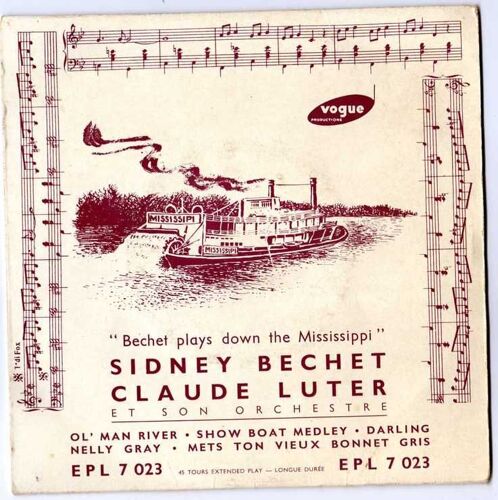 vogue
PRODUCTIONS
MISSISSIPI
MISSISSIPI
"Bechet plays down the Mississippi"
SIDNEY BECHET
CLAUDE LUTER
ET SON ORCHESTRE
OL' MAN RIVER • SHOW BOAT MEDLEY • DARLING
NELLY GRAY • METS TON VIEUX BONNET GRIS
EPL 7 023 45 TOURS EXTENDED PLAY — LONGUE DURÉE EPL 7 023